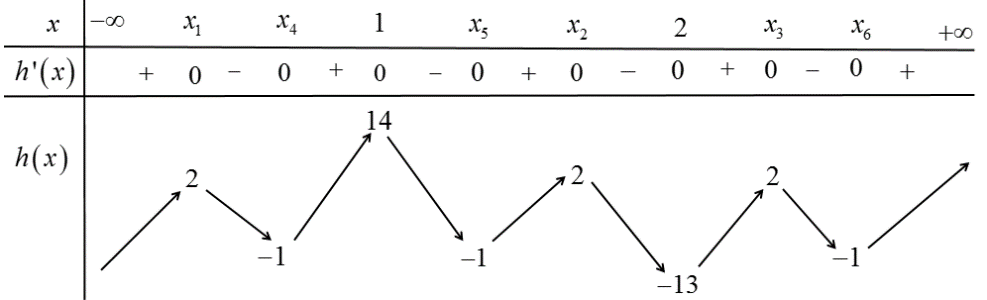 x −∞ x₁ x₄ 1 x₅ x₂ 2 x₃ x₆ +∞
h'(x) + 0 − 0 + 0 − 0 + 0 − 0 + 0 − 0 +
14
h(x) 2 2 2
−1 −1 −1
−13